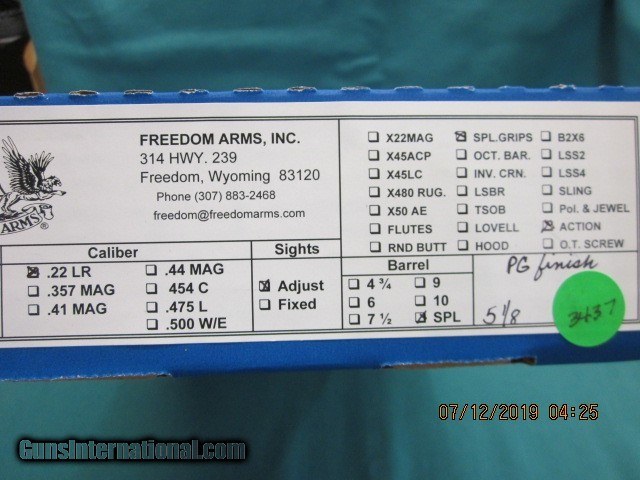 FREEDOM ARMS, INC.
314 HWY. 239
Freedom, Wyoming 83120
Phone (307) 883-2468
freedom@freedomarms.com
ARMS
Caliber
.22 LR
.357 MAG
.41 MAG
.44 MAG
454 C
.475 L
.500 W/E
Sights
Adjust
Fixed
X22MAG
X45ACP
X45LC
X480 RUG.
X50 AE
FLUTES
RND BUTT
SPL.GRIPS
OCT. BAR.
INV. CRN.
LSBR
TSOB
LOVELL
HOOD
B2X6
LSS2
LSS4
SLING
Pol. & JEWEL
ACTION
O.T. SCREW
Barrel
4 ¾
6
7 ½
9
10
SPL
PG finish
5 1/8
3437
07/12/2019 04:25
GunsInternational.com